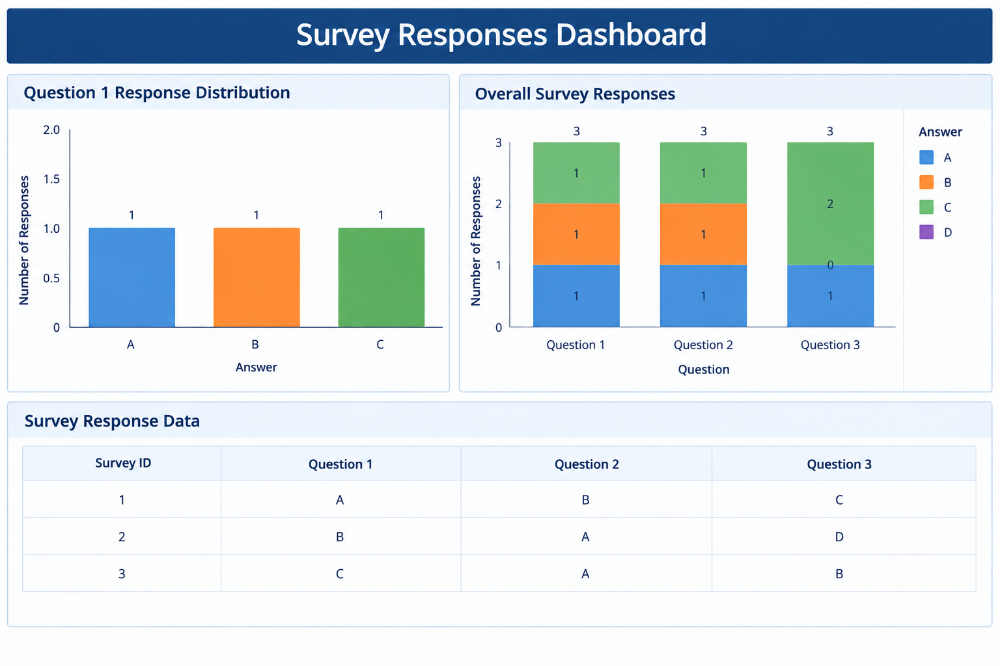 Survey Responses Dashboard
Question 1 Response Distribution
2.0
1.5
1.0
0.5
0
Number of Responses
1 1 1
A B C
Answer
Overall Survey Responses
3 3 3
3
2
1
0
Number of Responses
1 1 2
1 1 0
1 1 1
Question 1 Question 2 Question 3
Question
Answer
A
B
C
D
Survey Response Data
Survey ID Question 1 Question 2 Question 3
1 A B C
2 B A D
3 C A B